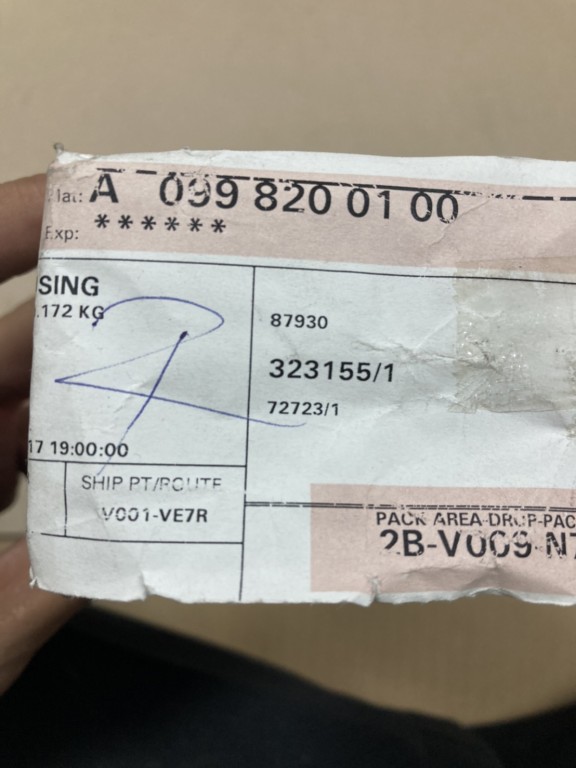 Mat: A 099 820 01 00
Exp: ******
SING
.172 KG
87930
323155/1
72723/1
17 19:00:00
SHIP PT/ROUTE
V001-VE7R
PACK AREA-DROP-PAC
2B-V009-N7